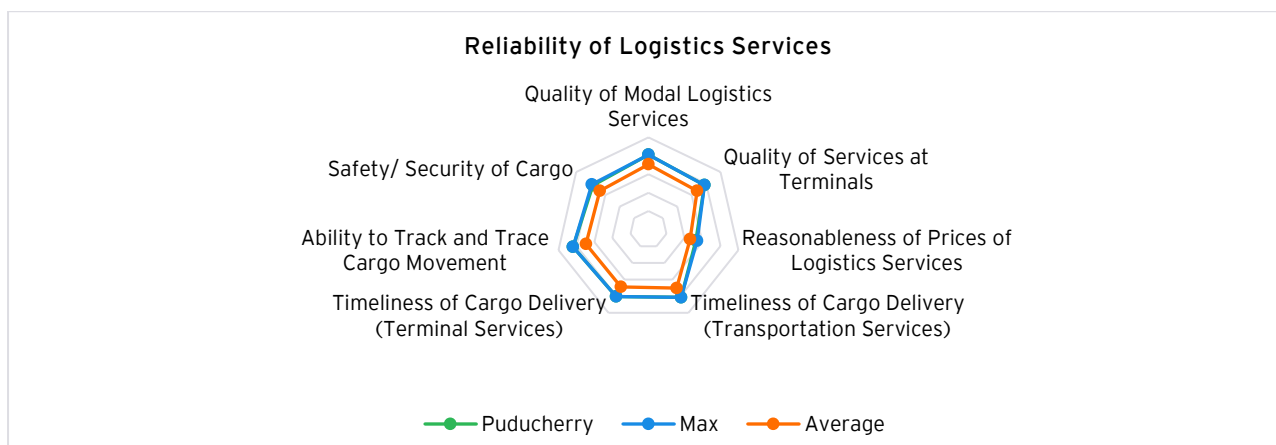 Reliability of Logistics Services
Quality of Modal Logistics
Services
Quality of Services at
Terminals
Reasonableness of Prices of
Logistics Services
Timeliness of Cargo Delivery
(Transportation Services)
Timeliness of Cargo Delivery
(Terminal Services)
Ability to Track and Trace
Cargo Movement
Safety/ Security of Cargo
Puducherry Max Average